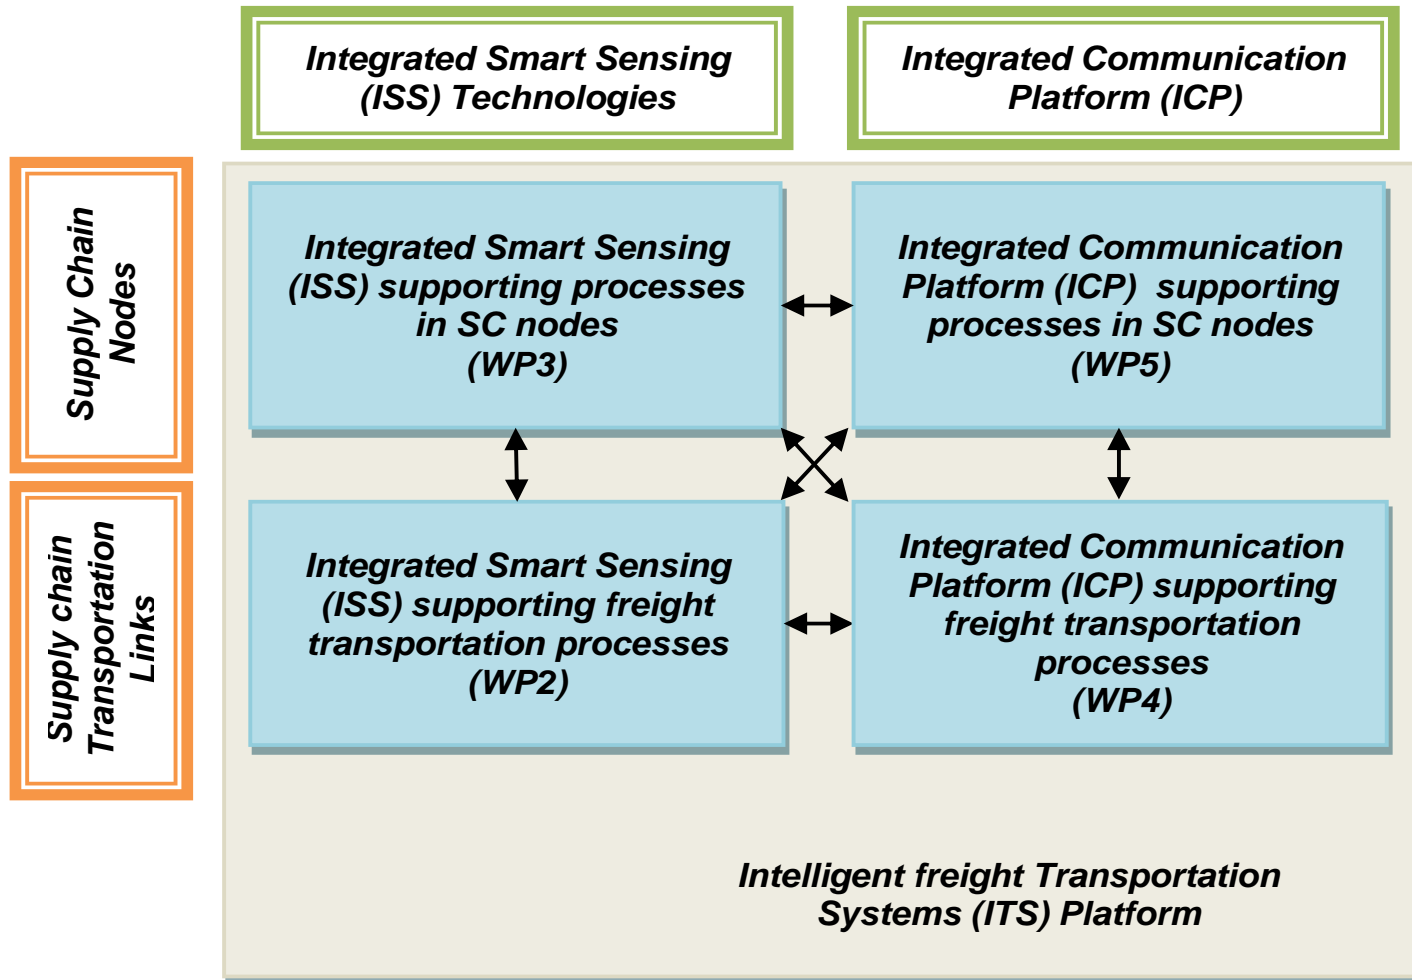 Integrated Smart Sensing
(ISS) Technologies
Integrated Communication
Platform (ICP)
Supply Chain
Nodes
Integrated Smart Sensing
(ISS) supporting processes
in SC nodes
(WP3)
Integrated Communication
Platform (ICP)  supporting
processes in SC nodes
(WP5)
Supply chain
Transportation
Links
Integrated Smart Sensing
(ISS) supporting freight
transportation processes
(WP2)
Integrated Communication
Platform (ICP) supporting
freight transportation
processes
(WP4)
Intelligent freight Transportation
Systems (ITS) Platform